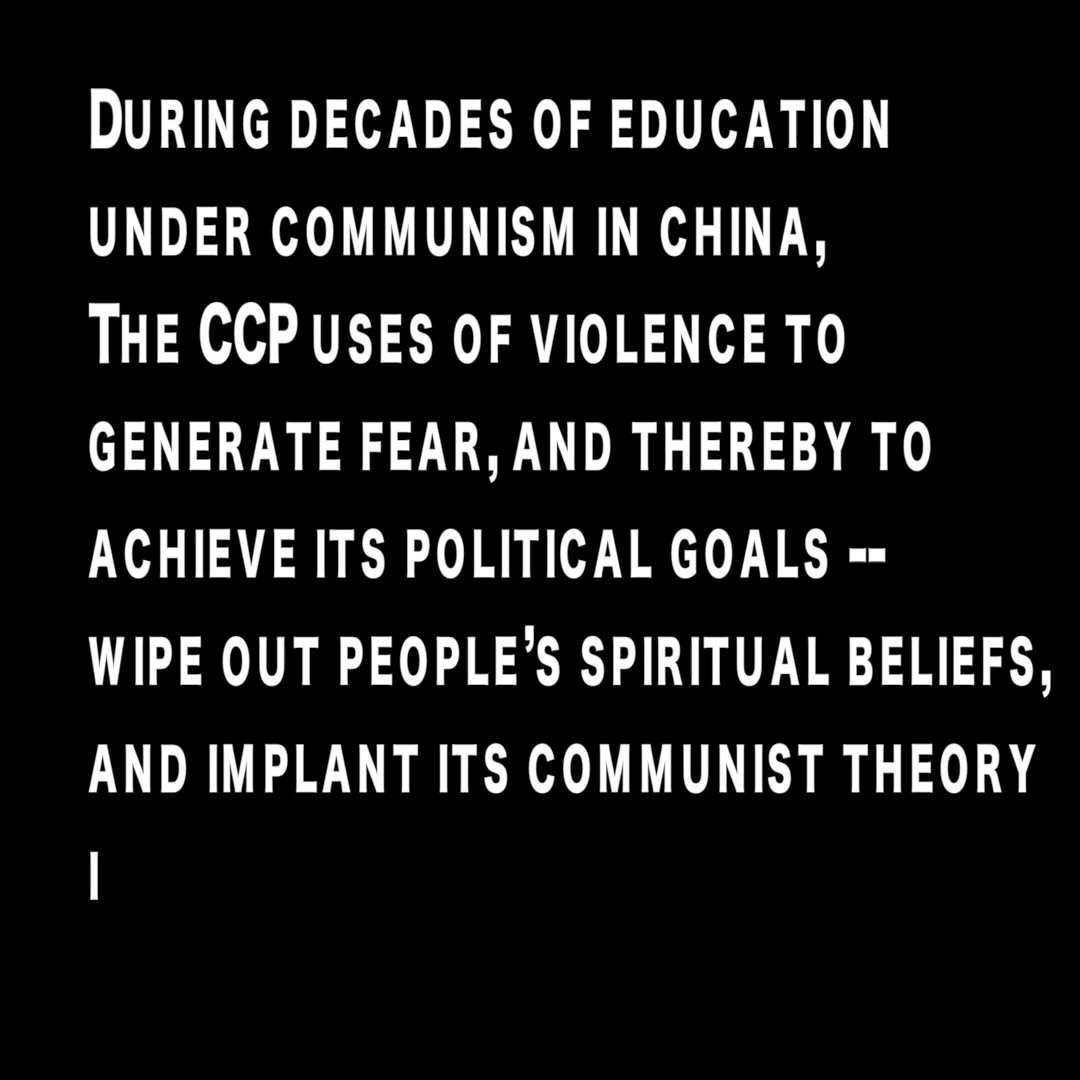 During decades of education
under communism in china,
The CCP uses of violence to
generate fear, and thereby to
achieve its political goals --
wipe out people’s spiritual beliefs,
and implant its communist theory
i